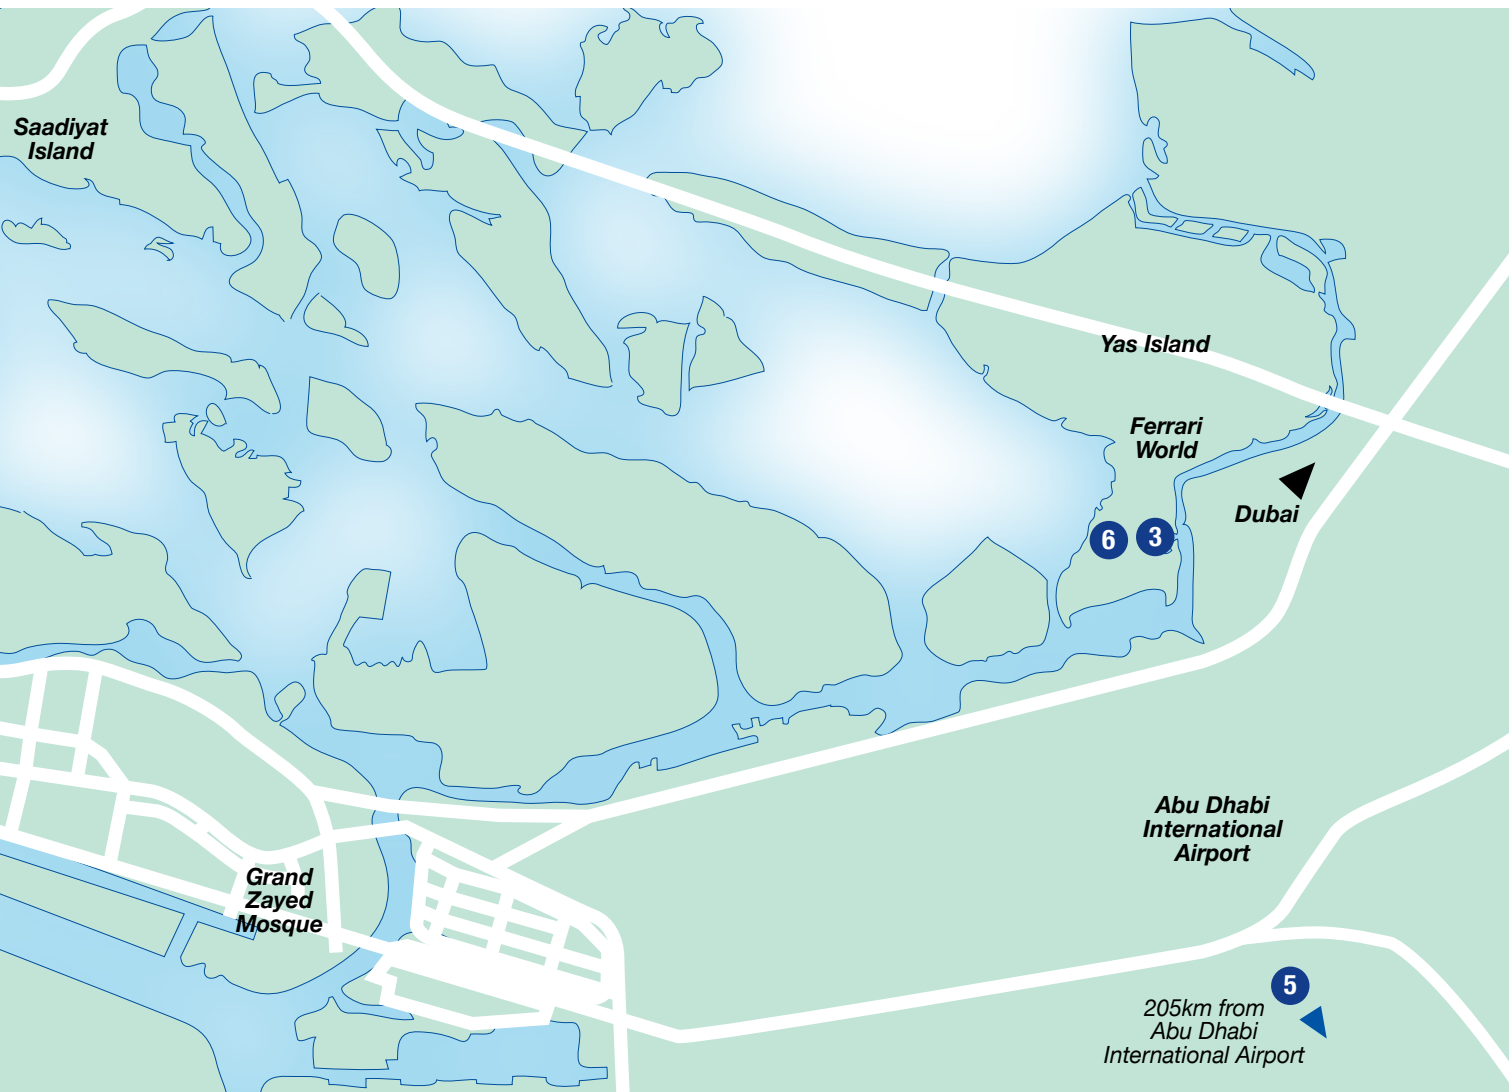 Saadiyat
Island
Yas Island
Ferrari
World
Dubai
6
3
Abu Dhabi
International
Airport
Grand
Zayed
Mosque
5
205km from
Abu Dhabi
International Airport